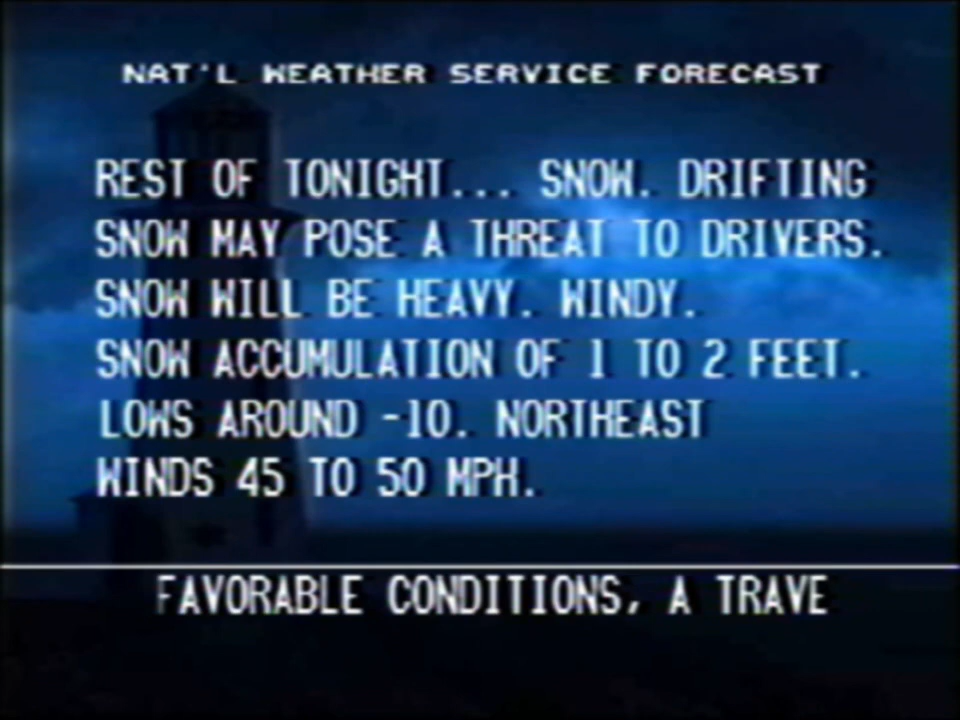 NAT'L WEATHER SERVICE FORECAST
REST OF TONIGHT... SNOW. DRIFTING
SNOW MAY POSE A THREAT TO DRIVERS.
SNOW WILL BE HEAVY. WINDY.
SNOW ACCUMULATION OF 1 TO 2 FEET.
LOWS AROUND -10. NORTHEAST
WINDS 45 TO 50 MPH.
FAVORABLE CONDITIONS, A TRAVE